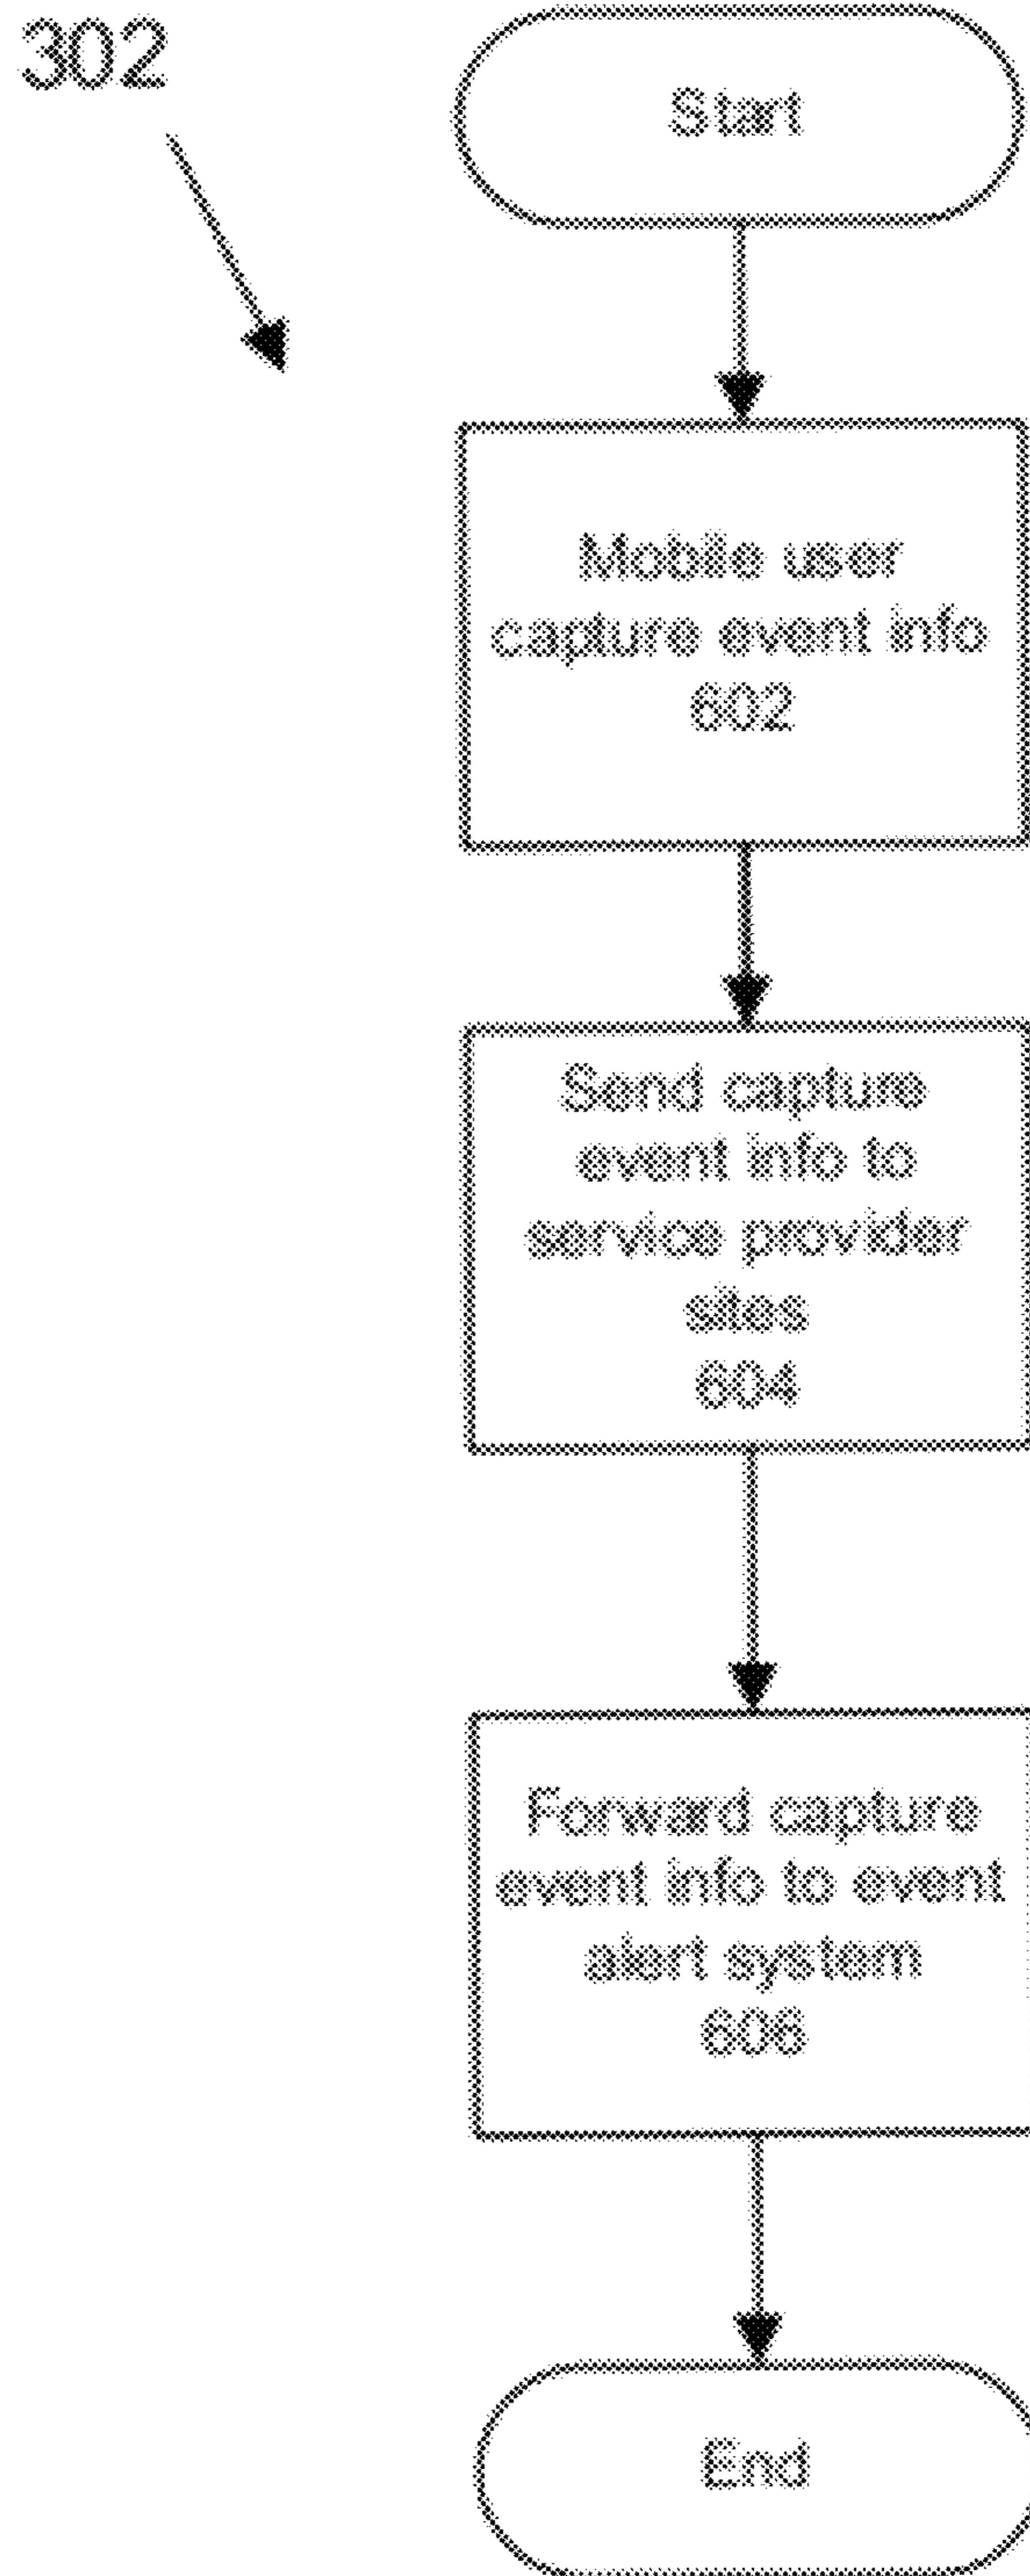 302
Start
Mobile user
capture event info
602
Send capture
event info to
service provider
sites
604
Forward capture
event info to event
alert system
606
End